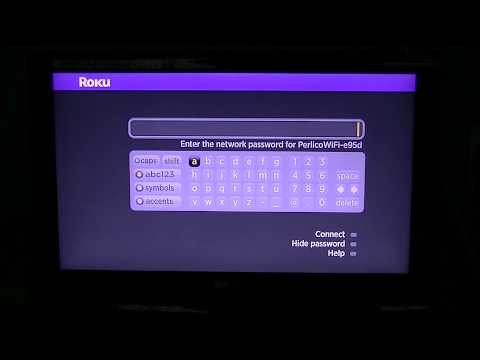 Roku
Enter the network password for PerlicoWiFi-e95d
caps shift a b c d e f g 1 2 3
abc123 h i j k l m n 4 5 6 space
symbols o p q r s t u 7 8 9
accents v w x y z - _ @ . 0 delete
Connect
Hide password
Help